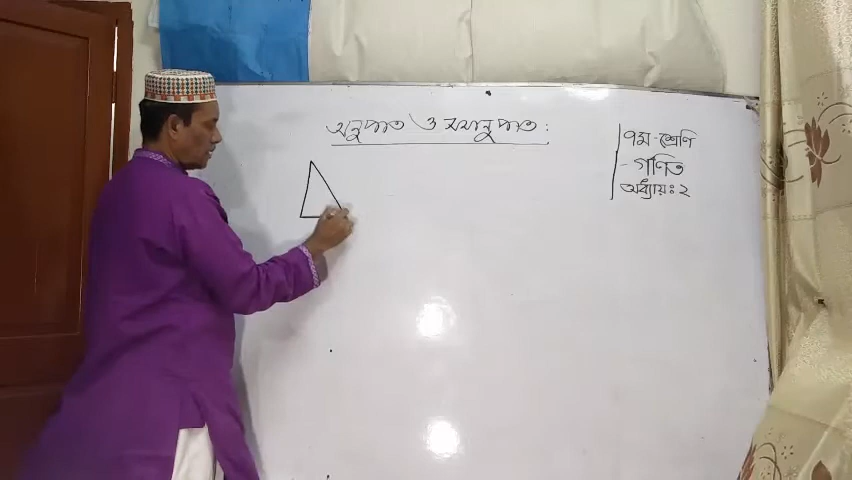 অনুপাত ও সমানুপাত :
৭ম - শ্রেণি
- গণিত
অধ্যায়ঃ ২